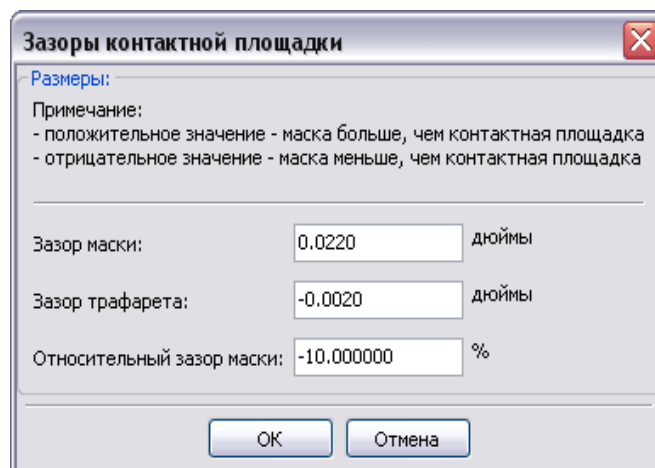 Зазоры контактной площадки
Размеры:
Примечание:
- положительное значение - маска больше, чем контактная площадка
- отрицательное значение - маска меньше, чем контактная площадка
Зазор маски: 0.0220 дюймы
Зазор трафарета: -0.0020 дюймы
Относительный зазор маски: -10.000000 %
OK Отмена